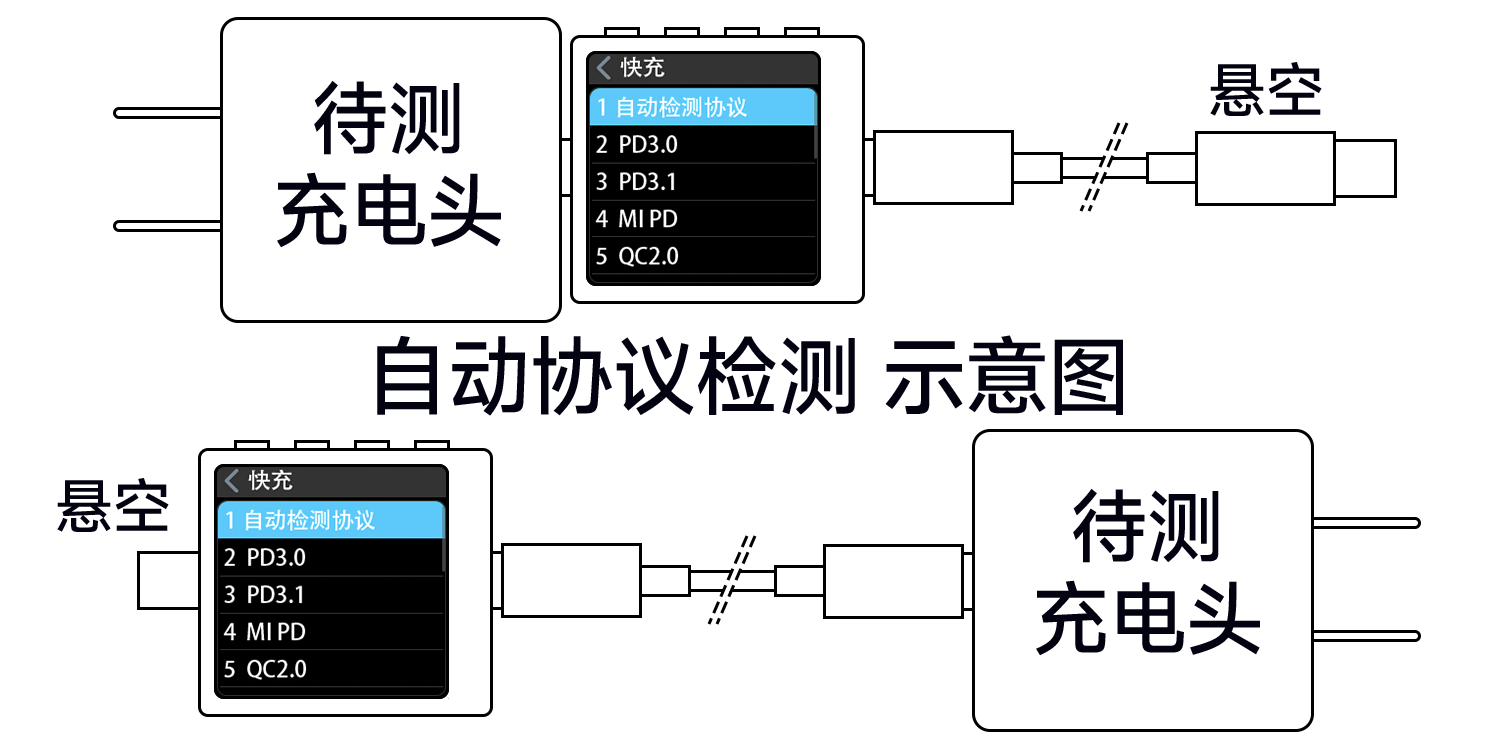 待测
充电头
快充
1 自动检测协议
2 PD3.0
3 PD3.1
4 MI PD
5 QC2.0
悬空
自动协议检测 示意图
悬空
快充
1 自动检测协议
2 PD3.0
3 PD3.1
4 MI PD
5 QC2.0
待测
充电头